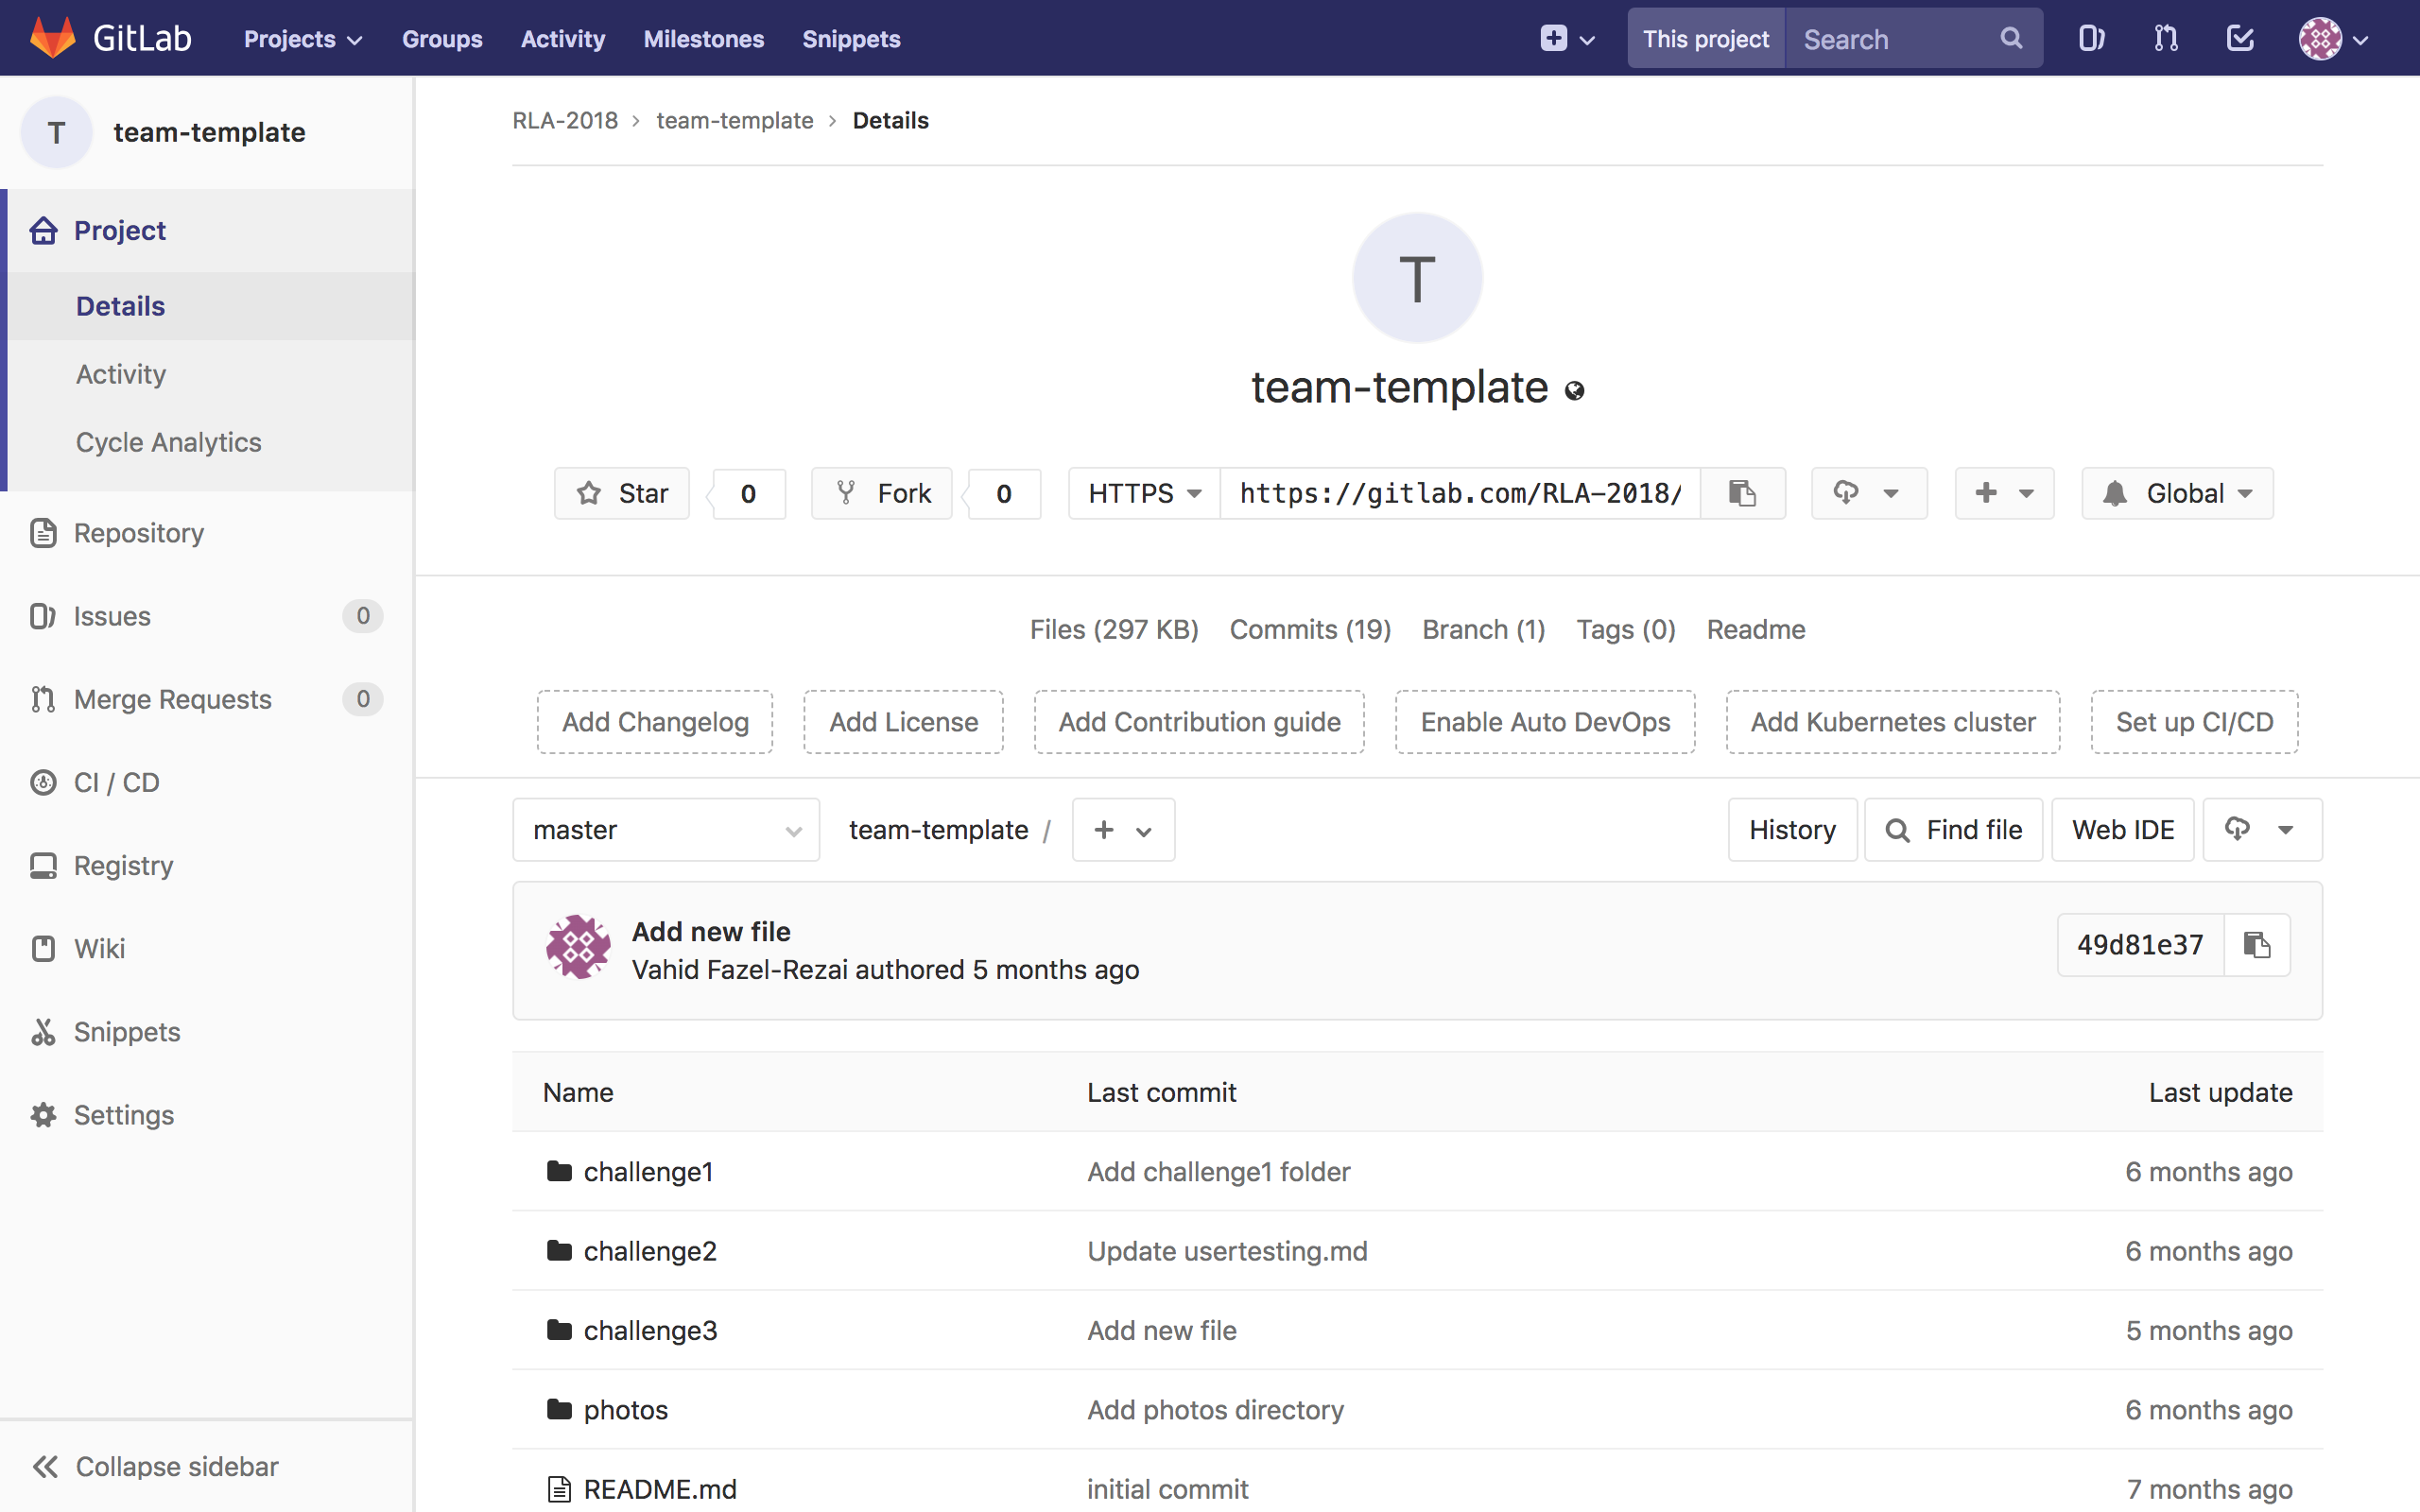 GitLab Projects Groups Activity Milestones Snippets This project Search
T team-template
Project
Details
Activity
Cycle Analytics
Repository
Issues 0
Merge Requests 0
CI / CD
Registry
Wiki
Snippets
Settings
Collapse sidebar
RLA-2018 > team-template > Details
T
team-template
Star 0 Fork 0 HTTPS https://gitlab.com/RLA-2018/ Global
Files (297 KB) Commits (19) Branch (1) Tags (0) Readme
Add Changelog Add License Add Contribution guide Enable Auto DevOps Add Kubernetes cluster Set up CI/CD
master team-template / + History Find file Web IDE
Add new file
Vahid Fazel-Rezai authored 5 months ago
49d81e37
Name Last commit Last update
challenge1 Add challenge1 folder 6 months ago
challenge2 Update usertesting.md 6 months ago
challenge3 Add new file 5 months ago
photos Add photos directory 6 months ago
README.md initial commit 7 months ago